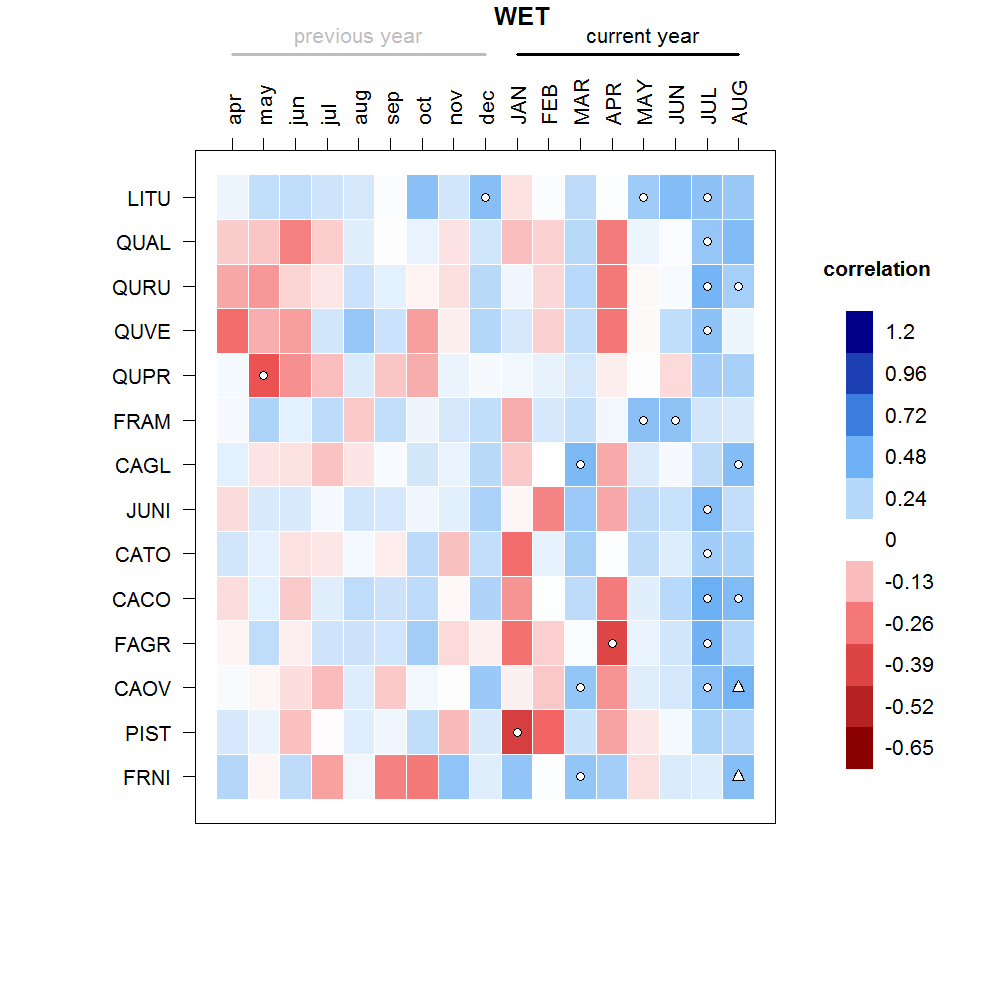 WET
previous year current year
apr may jun jul aug sep oct nov dec JAN FEB MAR APR MAY JUN JUL AUG
LITU
QUAL
QURU
QUVE
QUPR
FRAM
CAGL
JUNI
CATO
CACO
FAGR
CAOV
PIST
FRNI
correlation
1.2
0.96
0.72
0.48
0.24
0
-0.13
-0.26
-0.39
-0.52
-0.65